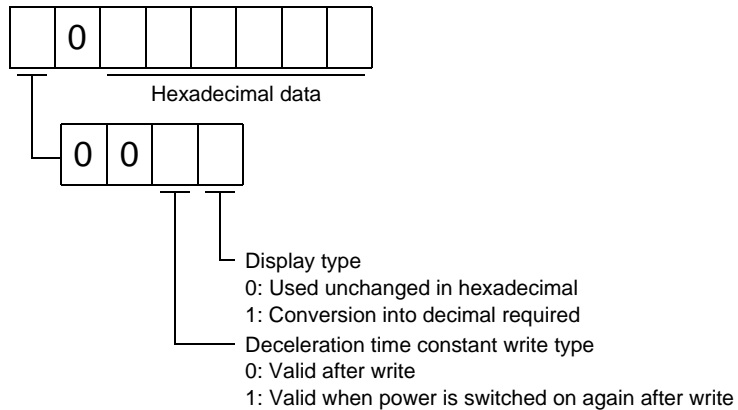 0
Hexadecimal data
0 0
Display type
0: Used unchanged in hexadecimal
1: Conversion into decimal required
Deceleration time constant write type
0: Valid after write
1: Valid when power is switched on again after write